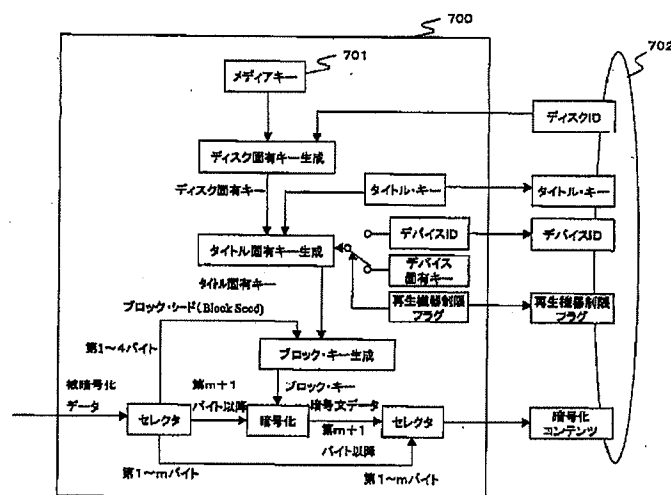 700
701
702
メディアキー
ディスクID
ディスク固有キー生成
ディスク固有キー
タイトル・キー
タイトル・キー
デバイスID
デバイスID
タイトル固有キー生成
デバイス
固有キー
タイトル固有キー
再生機器制限
フラグ
再生機器制限
フラグ
ブロック・シード(Block Seed)
第1~4バイト
ブロック・キー生成
被暗号化
データ
第m+1
バイト以降
ブロック・キー
暗号文データ
セレクタ
暗号化
第m+1
バイト以降
セレクタ
暗号化
コンテンツ
第1~mバイト
第1~mバイト